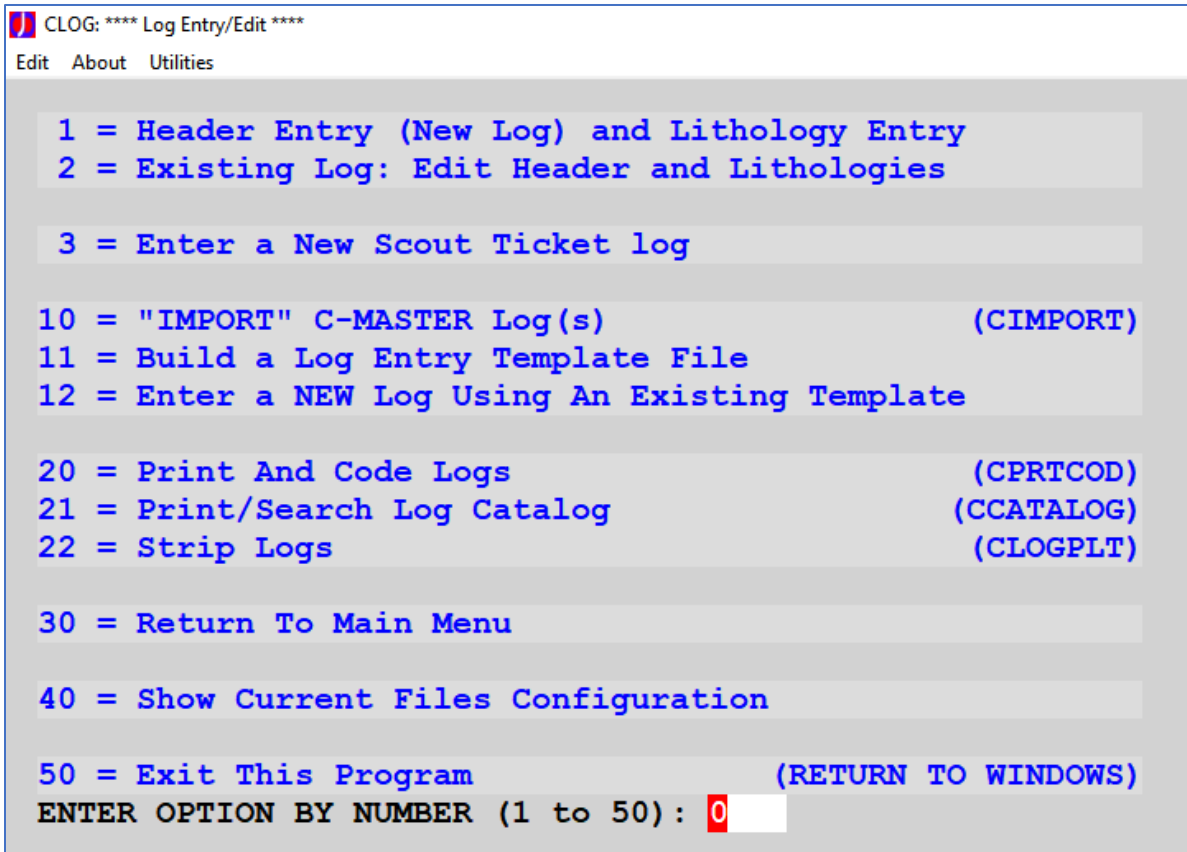 CLOG: **** Log Entry/Edit ****
Edit About Utilities
1 = Header Entry (New Log) and Lithology Entry
2 = Existing Log: Edit Header and Lithologies
3 = Enter a New Scout Ticket log
10 = "IMPORT" C-MASTER Log(s) (CIMPORT)
11 = Build a Log Entry Template File
12 = Enter a NEW Log Using An Existing Template
20 = Print And Code Logs (CPRTCOD)
21 = Print/Search Log Catalog (CCATALOG)
22 = Strip Logs (CLOGPLT)
30 = Return To Main Menu
40 = Show Current Files Configuration
50 = Exit This Program (RETURN TO WINDOWS)
ENTER OPTION BY NUMBER (1 to 50): 0